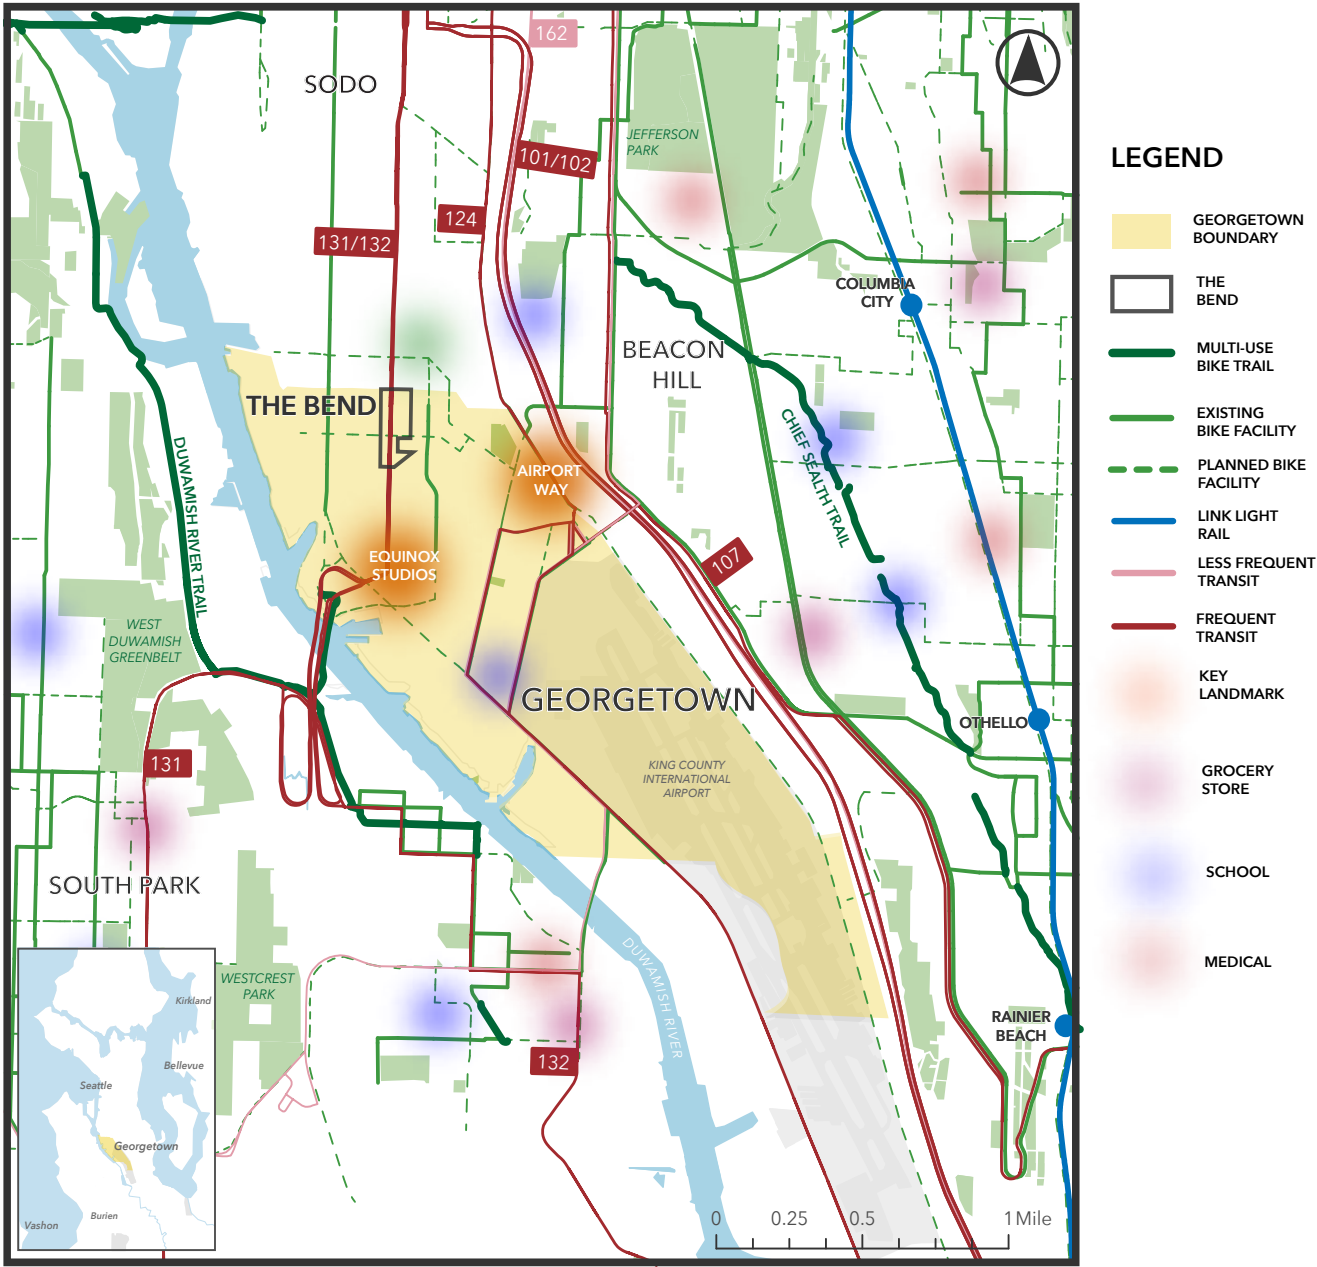 162
SODO
JEFFERSON
PARK
101/102
124
131/132
COLUMBIA
CITY
BEACON
HILL
THE BEND
CHIEF SEALTH TRAIL
DUWAMISH RIVER TRAIL
AIRPORT
WAY
EQUINOX
STUDIOS
107
WEST
DUWAMISH
GREENBELT
GEORGETOWN
OTHELLO
KING COUNTY
INTERNATIONAL
AIRPORT
131
SOUTH PARK
DUWAMISH RIVER
WESTCREST
PARK
RAINIER
BEACH
132
Kirkland
Bellevue
Seattle
Georgetown
Burien
Vashon
0 0.25 0.5 1 Mile
LEGEND
GEORGETOWN
BOUNDARY
THE
BEND
MULTI-USE
BIKE TRAIL
EXISTING
BIKE FACILITY
PLANNED BIKE
FACILITY
LINK LIGHT
RAIL
LESS FREQUENT
TRANSIT
FREQUENT
TRANSIT
KEY
LANDMARK
GROCERY
STORE
SCHOOL
MEDICAL